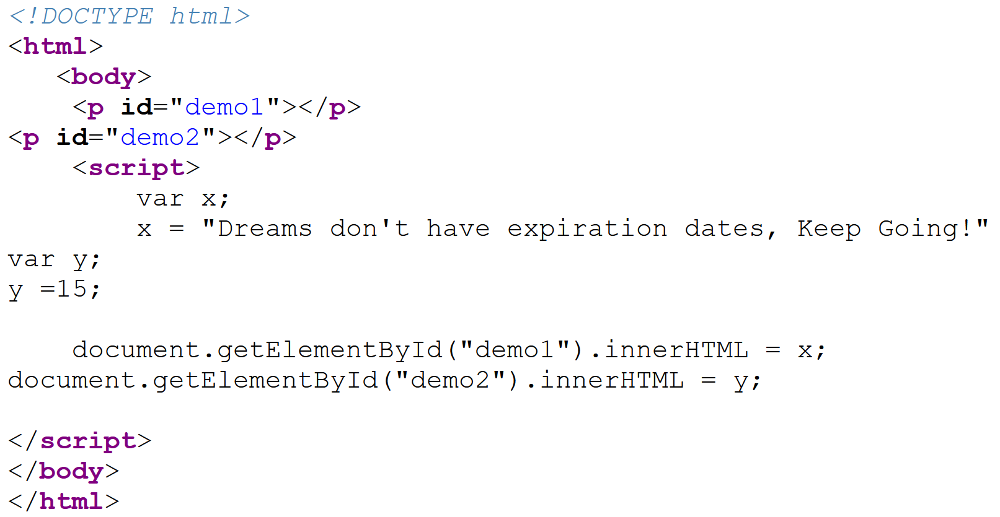 <!DOCTYPE html>
<html>
<body>
<p id="demo1"></p>
<p id="demo2"></p>
<script>
var x;
x = "Dreams don't have expiration dates, Keep Going!"
var y;
y =15;
document.getElementById("demo1").innerHTML = x;
document.getElementById("demo2").innerHTML = y;
</script>
</body>
</html>